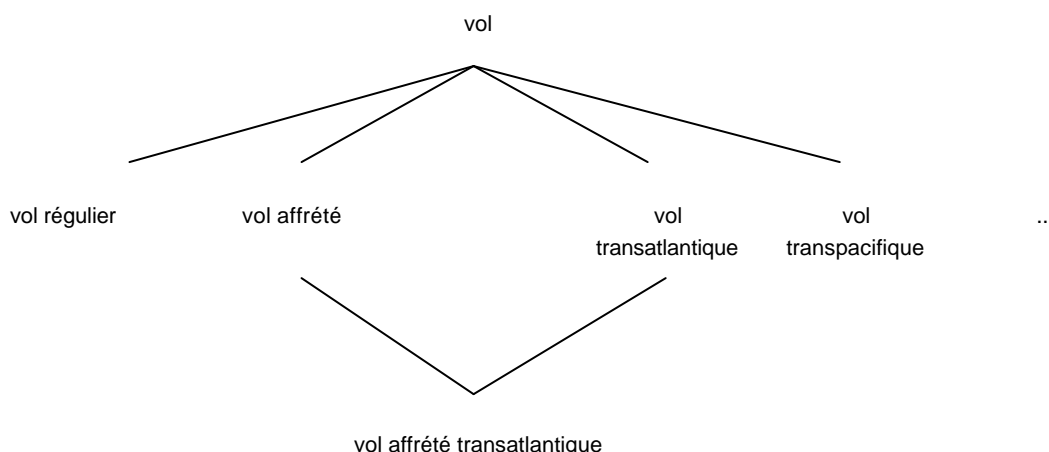 vol
vol régulier vol affrété vol vol ..
transatlantique transpacifique
vol affrété transatlantique